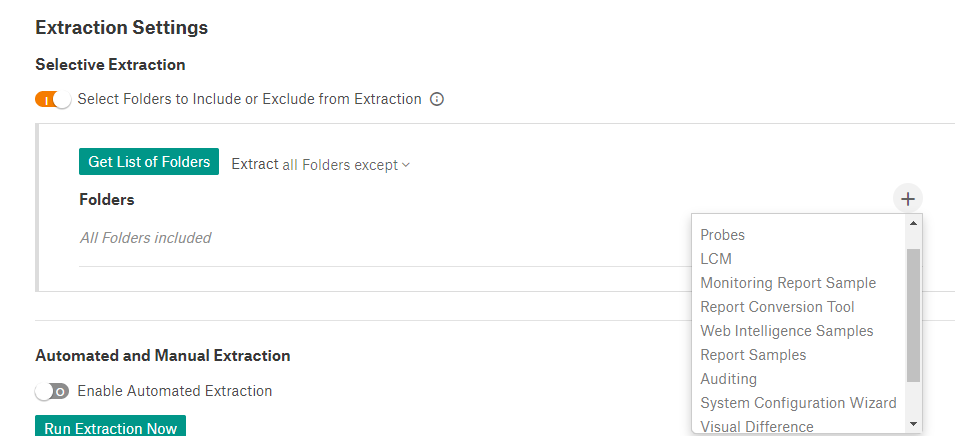 Extraction Settings
Selective Extraction
Select Folders to Include or Exclude from Extraction
Get List of Folders Extract all Folders except
Folders
All Folders included
Probes
LCM
Monitoring Report Sample
Report Conversion Tool
Web Intelligence Samples
Report Samples
Auditing
System Configuration Wizard
Visual Difference
Automated and Manual Extraction
Enable Automated Extraction
Run Extraction Now